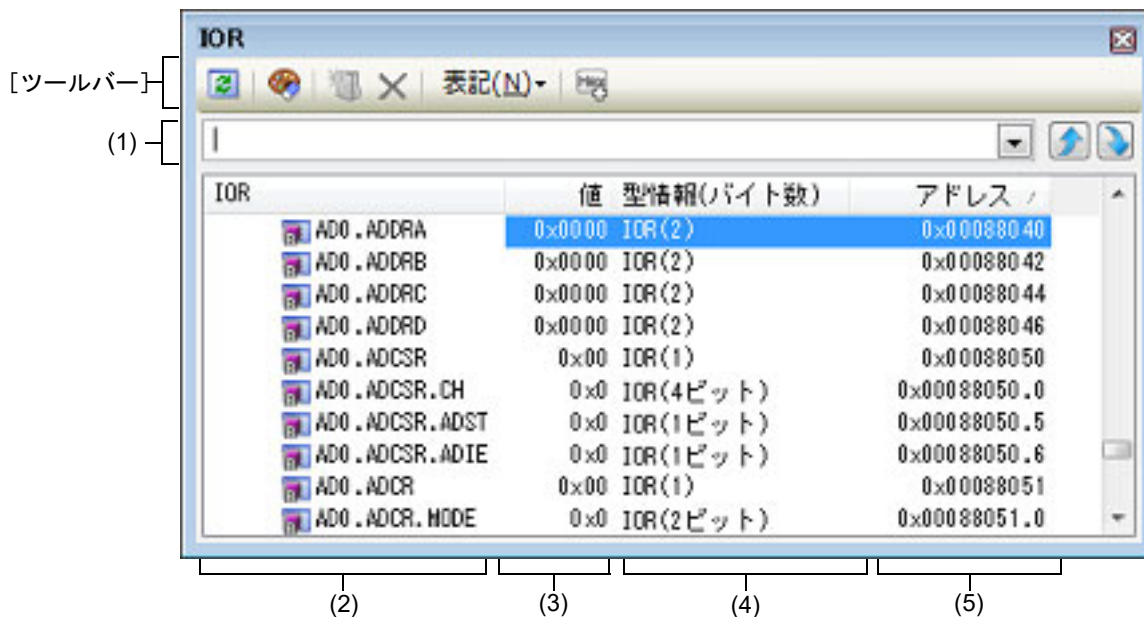 IOR
[ツールバー]
表記(N)
(1)
IOR 値 型情報(バイト数) アドレス
AD0.ADDRA 0x0000 IOR(2) 0x00088040
AD0.ADDRB 0x0000 IOR(2) 0x00088042
AD0.ADDRC 0x0000 IOR(2) 0x00088044
AD0.ADDRD 0x0000 IOR(2) 0x00088046
AD0.ADCSR 0x00 IOR(1) 0x00088050
AD0.ADCSR.CH 0x0 IOR(4ビット) 0x00088050.0
AD0.ADCSR.ADST 0x0 IOR(1ビット) 0x00088050.5
AD0.ADCSR.ADIE 0x0 IOR(1ビット) 0x00088050.6
AD0.ADCR 0x00 IOR(1) 0x00088051
AD0.ADCR.MODE 0x0 IOR(2ビット) 0x00088051.0
(2) (3) (4) (5)